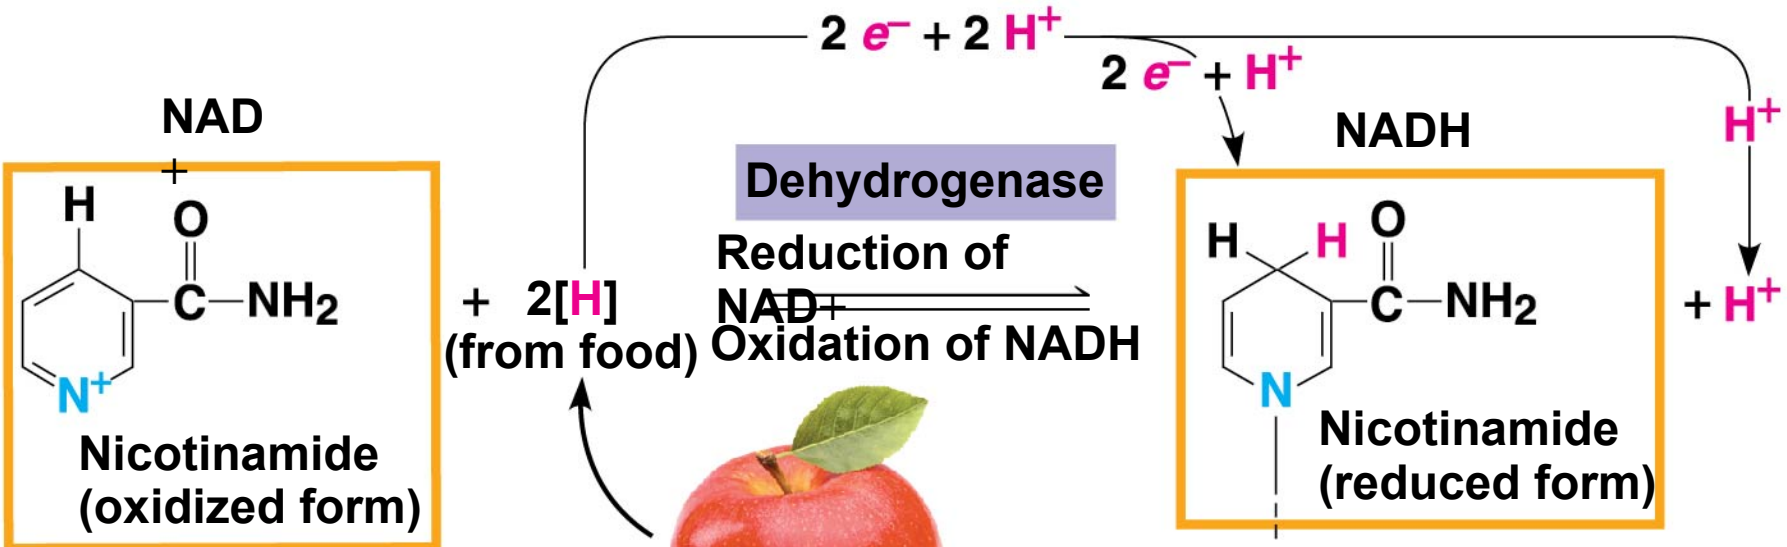 2 e– + 2 H+
2 e– + H+
NAD
+
NADH
H+
Dehydrogenase
H
O
C
NH2
N+
Nicotinamide
(oxidized form)
+ 2[H]
(from food)
Reduction of
NAD+
Oxidation of NADH
H
H
O
C
NH2
N
Nicotinamide
(reduced form)
+ H+